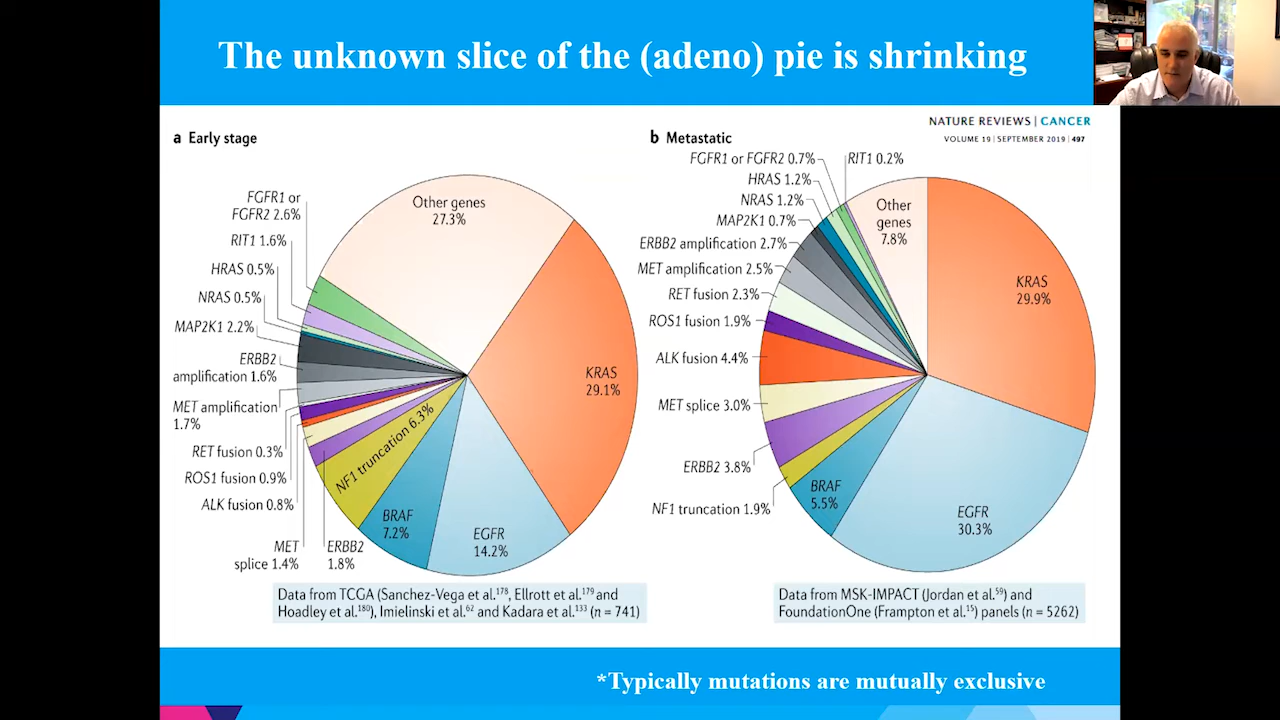 The unknown slice of the (adeno) pie is shrinking
NATURE REVIEWS | CANCER
VOLUME 19 | SEPTEMBER 2019 | 497
a Early stage
Other genes
27.3%
FGFR1 or
FGFR2 2.6%
RIT1 1.6%
HRAS 0.5%
NRAS 0.5%
MAP2K1 2.2%
ERBB2
amplification 1.6%
MET amplification
1.7%
RET fusion 0.3%
ROS1 fusion 0.9%
ALK fusion 0.8%
MET
splice 1.4%
ERBB2
1.8%
NF1 truncation 6.3%
BRAF
7.2%
EGFR
14.2%
KRAS
29.1%
Data from TCGA (Sanchez-Vega et al.178, Ellrott et al.179 and
Hoadley et al.180), Imielinski et al.62 and Kadara et al.133 (n = 741)
b Metastatic
FGFR1 or FGFR2 0.7%
RIT1 0.2%
HRAS 1.2%
NRAS 1.2%
MAP2K1 0.7%
ERBB2 amplification 2.7%
MET amplification 2.5%
RET fusion 2.3%
ROS1 fusion 1.9%
ALK fusion 4.4%
MET splice 3.0%
ERBB2 3.8%
NF1 truncation 1.9%
BRAF
5.5%
EGFR
30.3%
KRAS
29.9%
Other
genes
7.8%
Data from MSK-IMPACT (Jordan et al.59) and
FoundationOne (Frampton et al.15) panels (n = 5262)
*Typically mutations are mutually exclusive